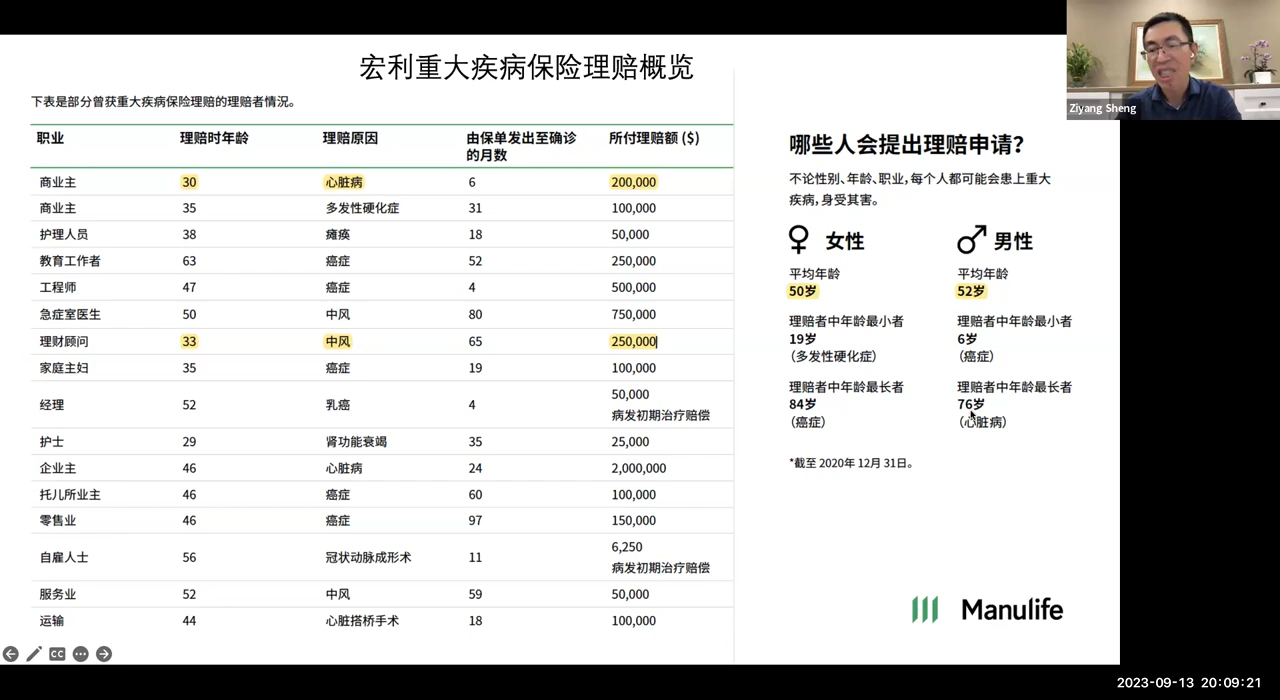 宏利重大疾病保险理赔概览
下表是部分曾获重大疾病保险理赔的理赔者情况。
职业 理赔时年龄 理赔原因 由保单发出至确诊的月数 所付理赔额 ($)
商业主 30 心脏病 6 200,000
商业主 35 多发性硬化症 31 100,000
护理人员 38 瘫痪 18 50,000
教育工作者 63 癌症 52 250,000
工程师 47 癌症 4 500,000
急症室医生 50 中风 80 750,000
理财顾问 33 中风 65 250,000
家庭主妇 35 癌症 19 100,000
经理 52 乳癌 4 50,000
病发初期治疗赔偿
护士 29 肾功能衰竭 35 25,000
企业主 46 心脏病 24 2,000,000
托儿所业主 46 癌症 60 100,000
零售业 46 癌症 97 150,000
自雇人士 56 冠状动脉成形术 11 6,250
病发初期治疗赔偿
服务业 52 中风 59 50,000
运输 44 心脏搭桥手术 18 100,000
哪些人会提出理赔申请?
不论性别、年龄、职业,每个人都可能会患上重大
疾病,身受其害。
女性
平均年龄
50岁
理赔者中年龄最小者
19岁
(多发性硬化症)
理赔者中年龄最长者
84岁
(癌症)
男性
平均年龄
52岁
理赔者中年龄最小者
6岁
(癌症)
理赔者中年龄最长者
76岁
(心脏病)
*截至 2020年 12月 31日。
Manulife
Ziyang Sheng
CC
2023-09-13 20:09:21